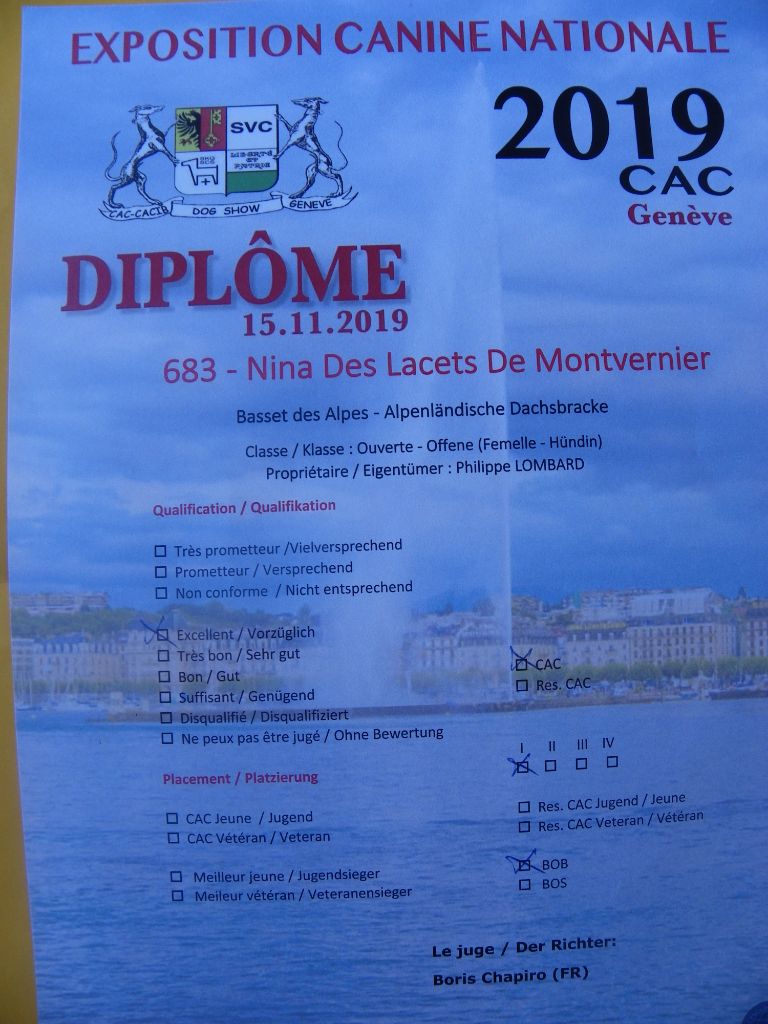 EXPOSITION CANINE NATIONALE
2019
CAC
Genève
SVC
LIBERTÉ
ET
PATRIE
CAC-CACIB DOG SHOW GENEVE
DIPLÔME
15.11.2019
683 - Nina Des Lacets De Montvernier
Basset des Alpes - Alpenländische Dachsbracke
Classe / Klasse : Ouverte - Offene (Femelle - Hündin)
Propriétaire / Eigentümer : Philippe LOMBARD
Qualification / Qualifikation
Très prometteur /Vielversprechend
Prometteur / Versprechend
Non conforme / Nicht entsprechend
Excellent / Vorzüglich
Très bon / Sehr gut
Bon / Gut
Suffisant / Genügend
Disqualifié / Disqualifiziert
Ne peux pas être jugé / Ohne Bewertung
CAC
Res. CAC
I II III IV
Placement / Platzierung
CAC Jeune / Jugend
CAC Vétéran / Veteran
Res. CAC Jugend / Jeune
Res. CAC Veteran / Vétéran
Meilleur jeune / Jugendsieger
Meileur vétéran / Veteranensieger
BOB
BOS
Le juge / Der Richter:
Boris Chapiro (FR)